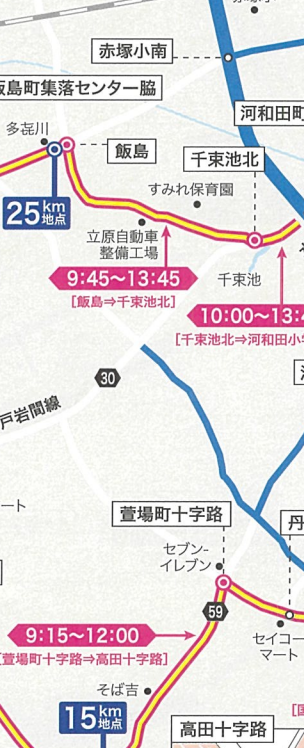 赤塚小南
飯島町集落センター脇
河和田町
多㐂川
飯島
千束池北
すみれ保育園
25km
地点
立原自動車
整備工場
9:45〜13:45
[飯島⇒千束池北]
千束池
10:00〜13:4
[千束池北⇒河和田小学
30
戸岩間線
ート
萱場町十字路
丹
セブン-
イレブン
59
セイコー
マート
9:15〜12:00
[萱場町十字路⇒高田十字路]
そば吉
15km
地点
高田十字路